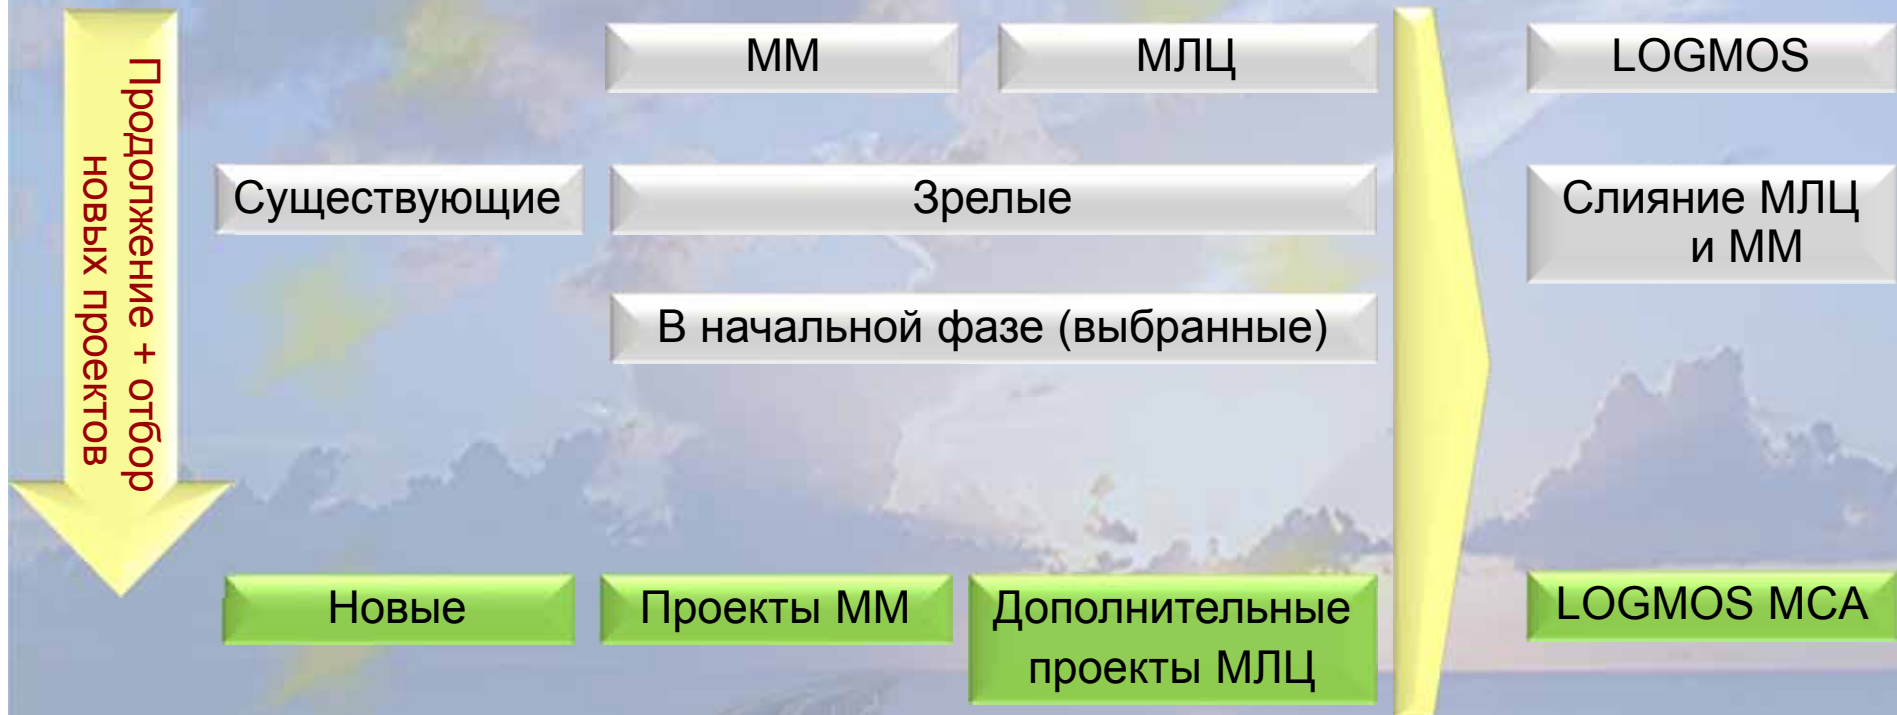 Продолжение + отбор
новых проектов
ММ
МЛЦ
LOGMOS
Существующие
Зрелые
Слияние МЛЦ
и ММ
В начальной фазе (выбранные)
Новые
Проекты ММ
Дополнительные
проекты МЛЦ
LOGMOS MCA